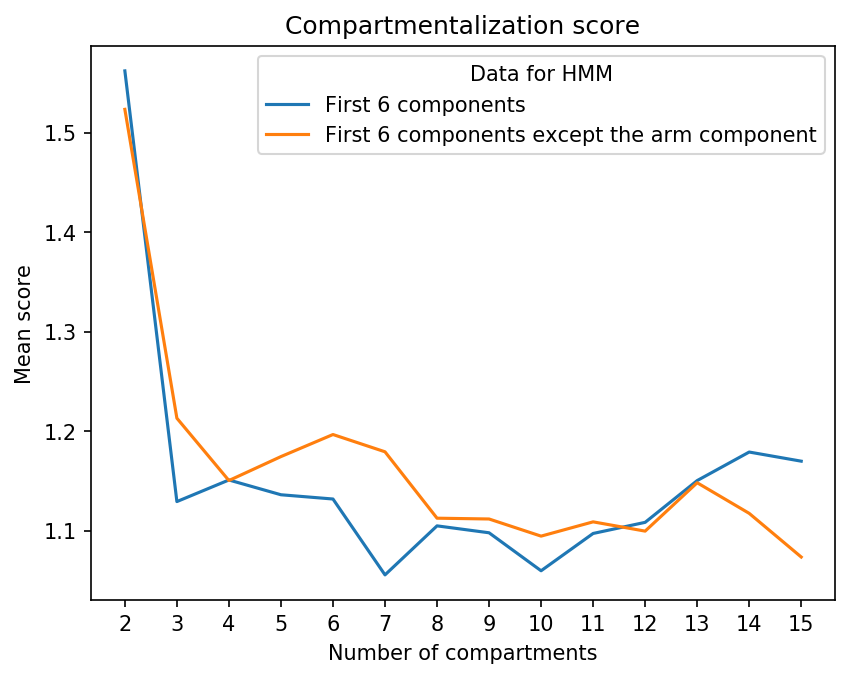 Compartmentalization score
Data for HMM
First 6 components
First 6 components except the arm component
Mean score
1.5
1.4
1.3
1.2
1.1
2 3 4 5 6 7 8 9 10 11 12 13 14 15
Number of compartments